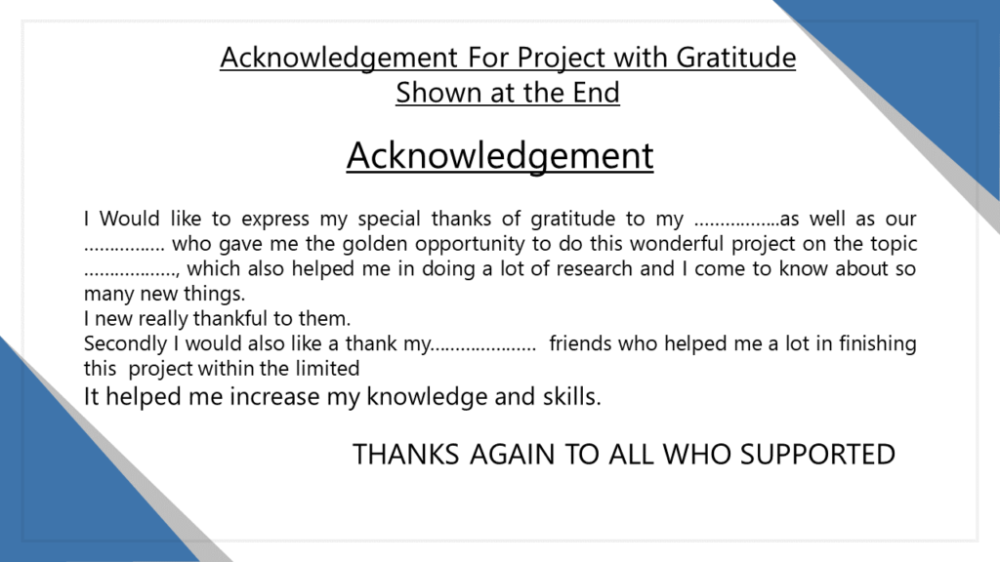 Acknowledgement For Project with Gratitude
Shown at the End
Acknowledgement
I Would like to express my special thanks of gratitude to my ……………..as well as our
……………. who gave me the golden opportunity to do this wonderful project on the topic
………………, which also helped me in doing a lot of research and I come to know about so
many new things.
I new really thankful to them.
Secondly I would also like a thank my………………… friends who helped me a lot in finishing
this project within the limited
It helped me increase my knowledge and skills.
THANKS AGAIN TO ALL WHO SUPPORTED